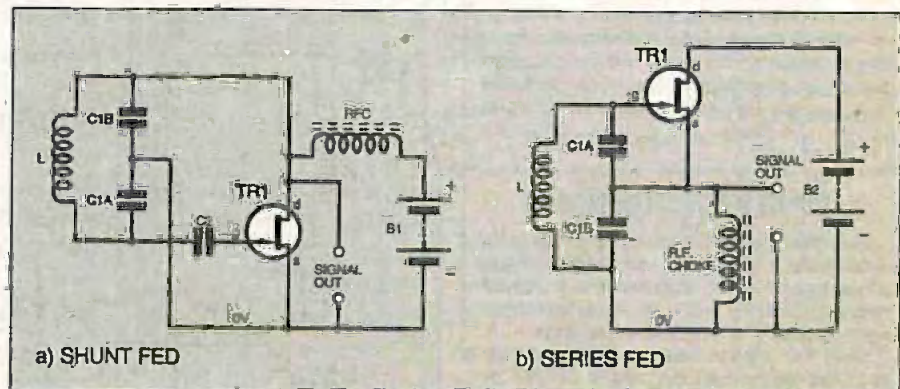 TR1
RFC
C1B
L
C1A
TR1
d
s
+
B1
SIGNAL
OUT
0V
a) SHUNT FED
TR1
d
g
s
C1A
L
C1B
SIGNAL
OUT
+
B2
−
R.F.
CHOKE
0V
b) SERIES FED